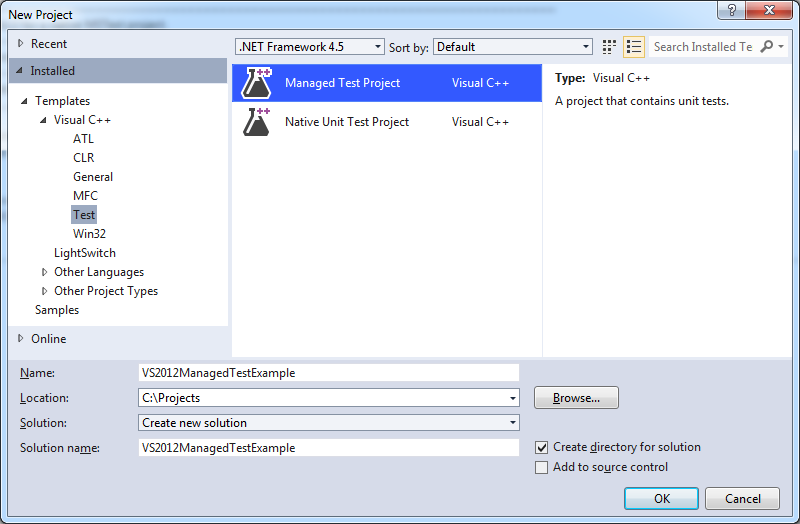 New Project
?
Recent
.NET Framework 4.5
Sort by:
Default
Search Installed Te
Installed
Templates
Visual C++
ATL
CLR
General
MFC
Test
Win32
LightSwitch
Other Languages
Other Project Types
Samples
Online
Managed Test Project Visual C++
Native Unit Test Project Visual C++
Type: Visual C++
A project that contains unit tests.
Name: VS2012ManagedTestExample
Location: C:\Projects
Browse...
Solution: Create new solution
Solution name: VS2012ManagedTestExample
Create directory for solution
Add to source control
OK Cancel